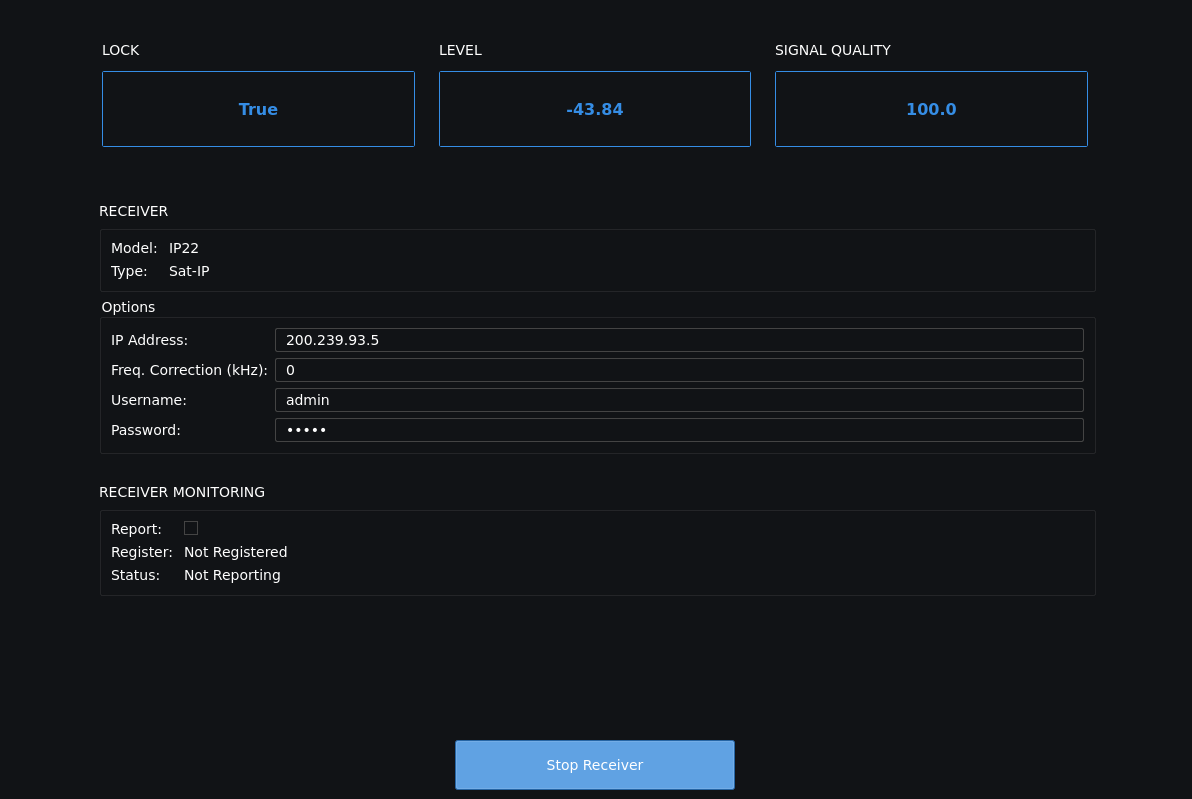 LOCK LEVEL SIGNAL QUALITY
True -43.84 100.0
RECEIVER
Model: IP22
Type: Sat-IP
Options
IP Address: 200.239.93.5
Freq. Correction (kHz): 0
Username: admin
Password: •••••
RECEIVER MONITORING
Report:
Register: Not Registered
Status: Not Reporting
Stop Receiver